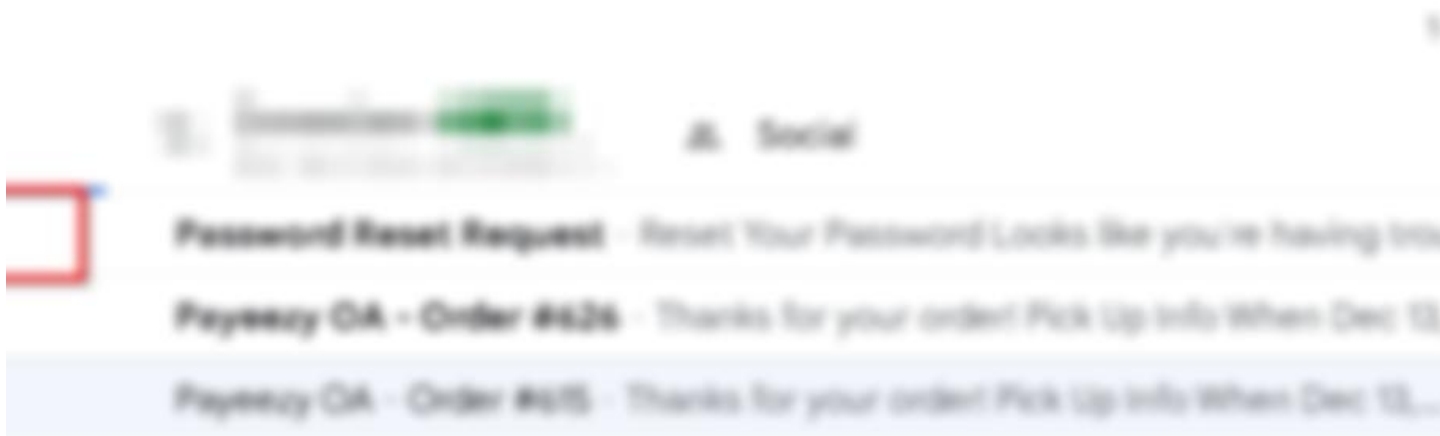 Social
Password Reset Request - Reset Your Password Looks like you're having
Payeezy OA - Order #626 - Thanks for your order! Pick Up Info When Dec 13,
Payeezy OA - Order #615 - Thanks for your order! Pick Up Info When Dec 13,...